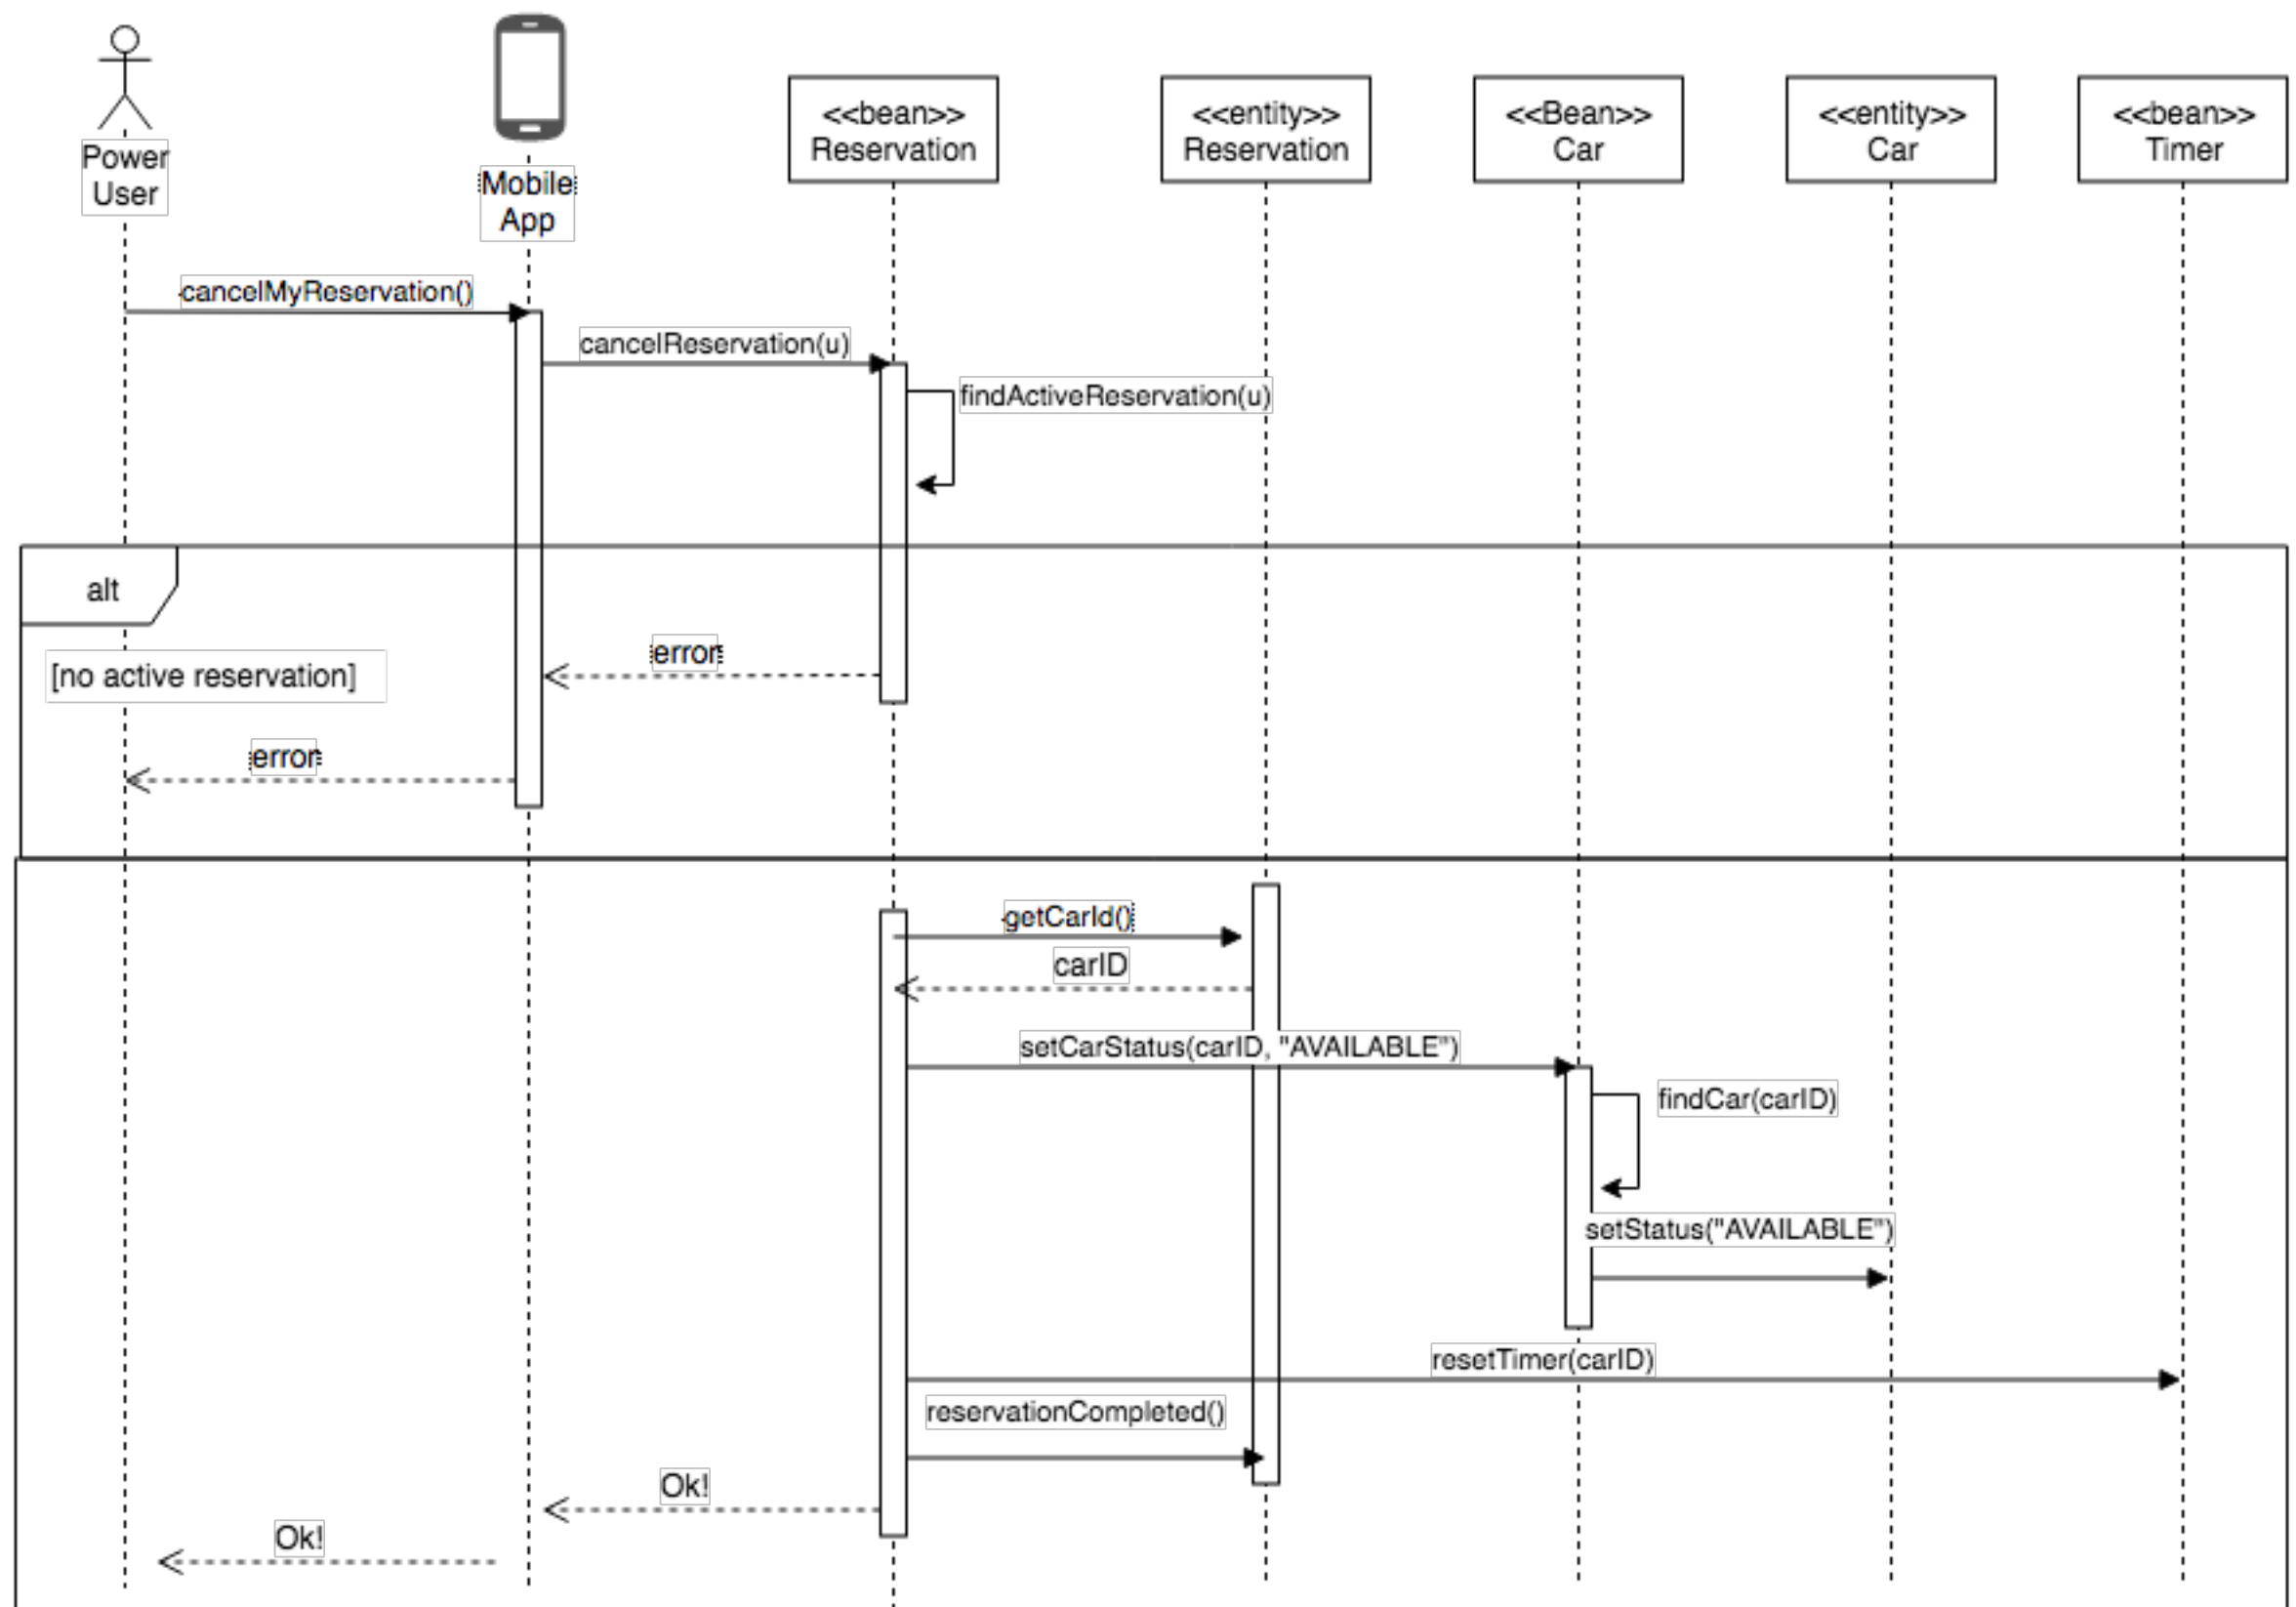 Power
User
Mobile
App
<<bean>>
Reservation
<<entity>>
Reservation
<<Bean>>
Car
<<entity>>
Car
<<bean>>
Timer
cancelMyReservation()
cancelReservation(u)
findActiveReservation(u)
alt
[no active reservation]
error
error
getCarId()
carID
setCarStatus(carID, "AVAILABLE")
findCar(carID)
setStatus("AVAILABLE")
resetTimer(carID)
reservationCompleted()
Ok!
Ok!